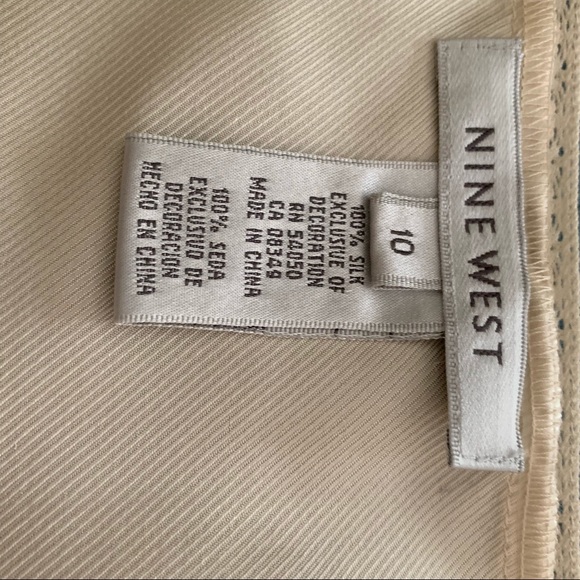 NINE WEST
10
100% SILK
EXCLUSIVE OF
DECORATION
RN 54050
CA 08349
MADE IN CHINA
100% SEDA
EXCLUSIVO DE
DECORACION
HECHO EN CHINA